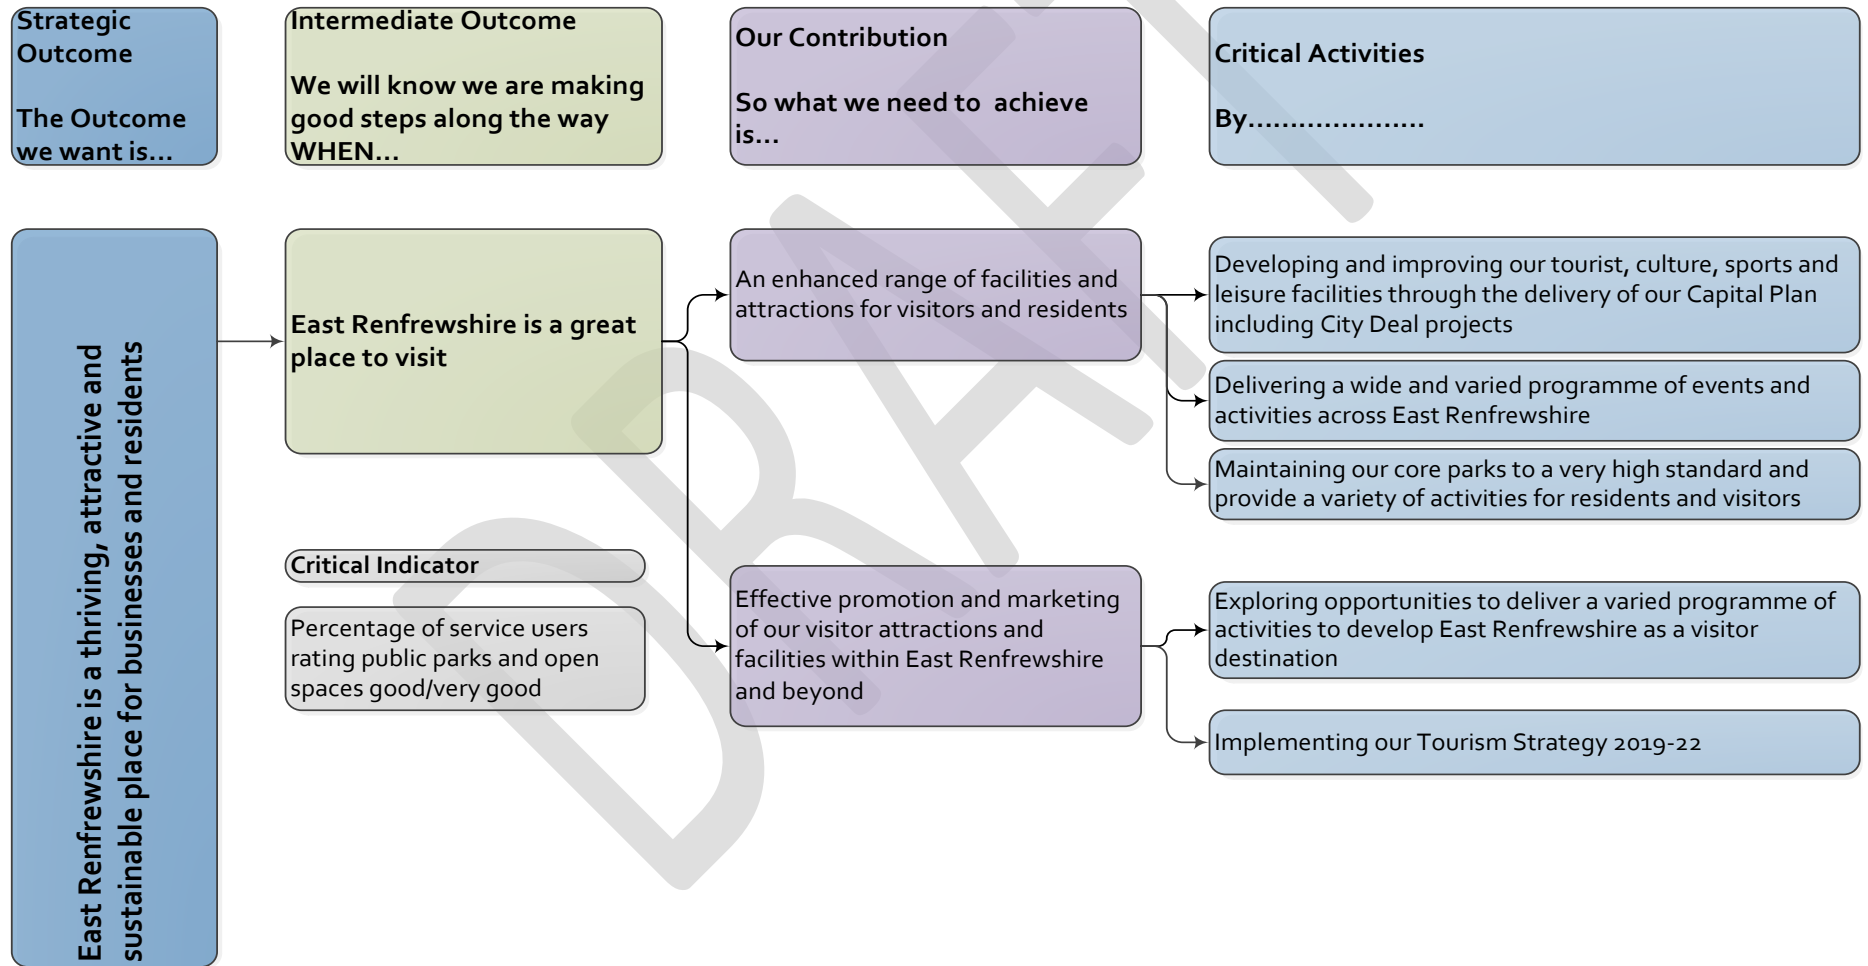 Strategic
Outcome
The Outcome
we want is...
Intermediate Outcome
We will know we are making
good steps along the way
WHEN...
Our Contribution
So what we need to achieve
is...
Critical Activities
By.....................
East Renfrewshire is a thriving, attractive and
sustainable place for businesses and residents
East Renfrewshire is a great
place to visit
Critical Indicator
Percentage of service users
rating public parks and open
spaces good/very good
An enhanced range of facilities and
attractions for visitors and residents
Effective promotion and marketing
of our visitor attractions and
facilities within East Renfrewshire
and beyond
Developing and improving our tourist, culture, sports and
leisure facilities through the delivery of our Capital Plan
including City Deal projects
Delivering a wide and varied programme of events and
activities across East Renfrewshire
Maintaining our core parks to a very high standard and
provide a variety of activities for residents and visitors
Exploring opportunities to deliver a varied programme of
activities to develop East Renfrewshire as a visitor
destination
Implementing our Tourism Strategy 2019-22
DRAFT